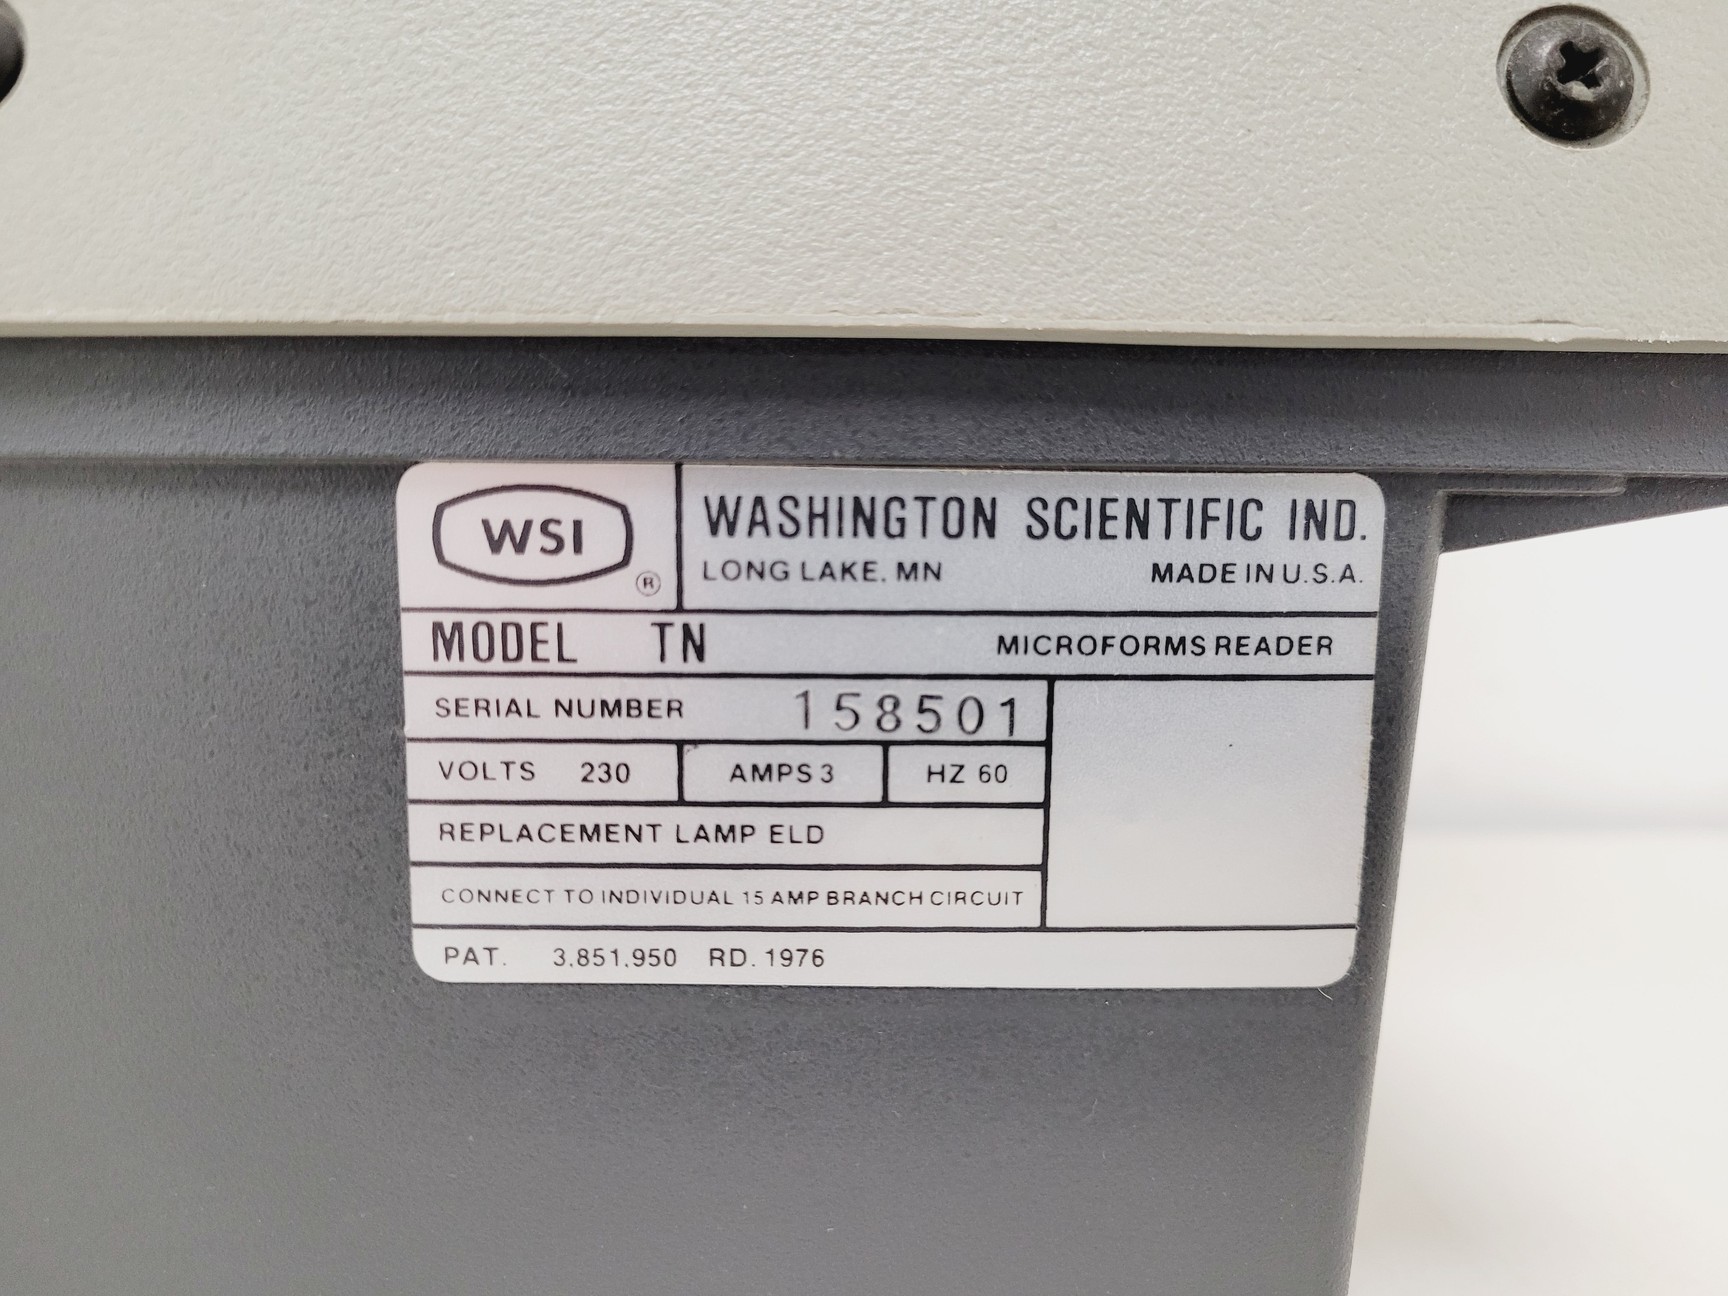 WSI ®
WASHINGTON SCIENTIFIC IND.
LONG LAKE, MN MADE IN U.S.A.
MODEL TN MICROFORMS READER
SERIAL NUMBER 158501
VOLTS 230 AMPS 3 HZ 60
REPLACEMENT LAMP ELD
CONNECT TO INDIVIDUAL 15 AMP BRANCH CIRCUIT
PAT. 3,851,950 RD. 1976